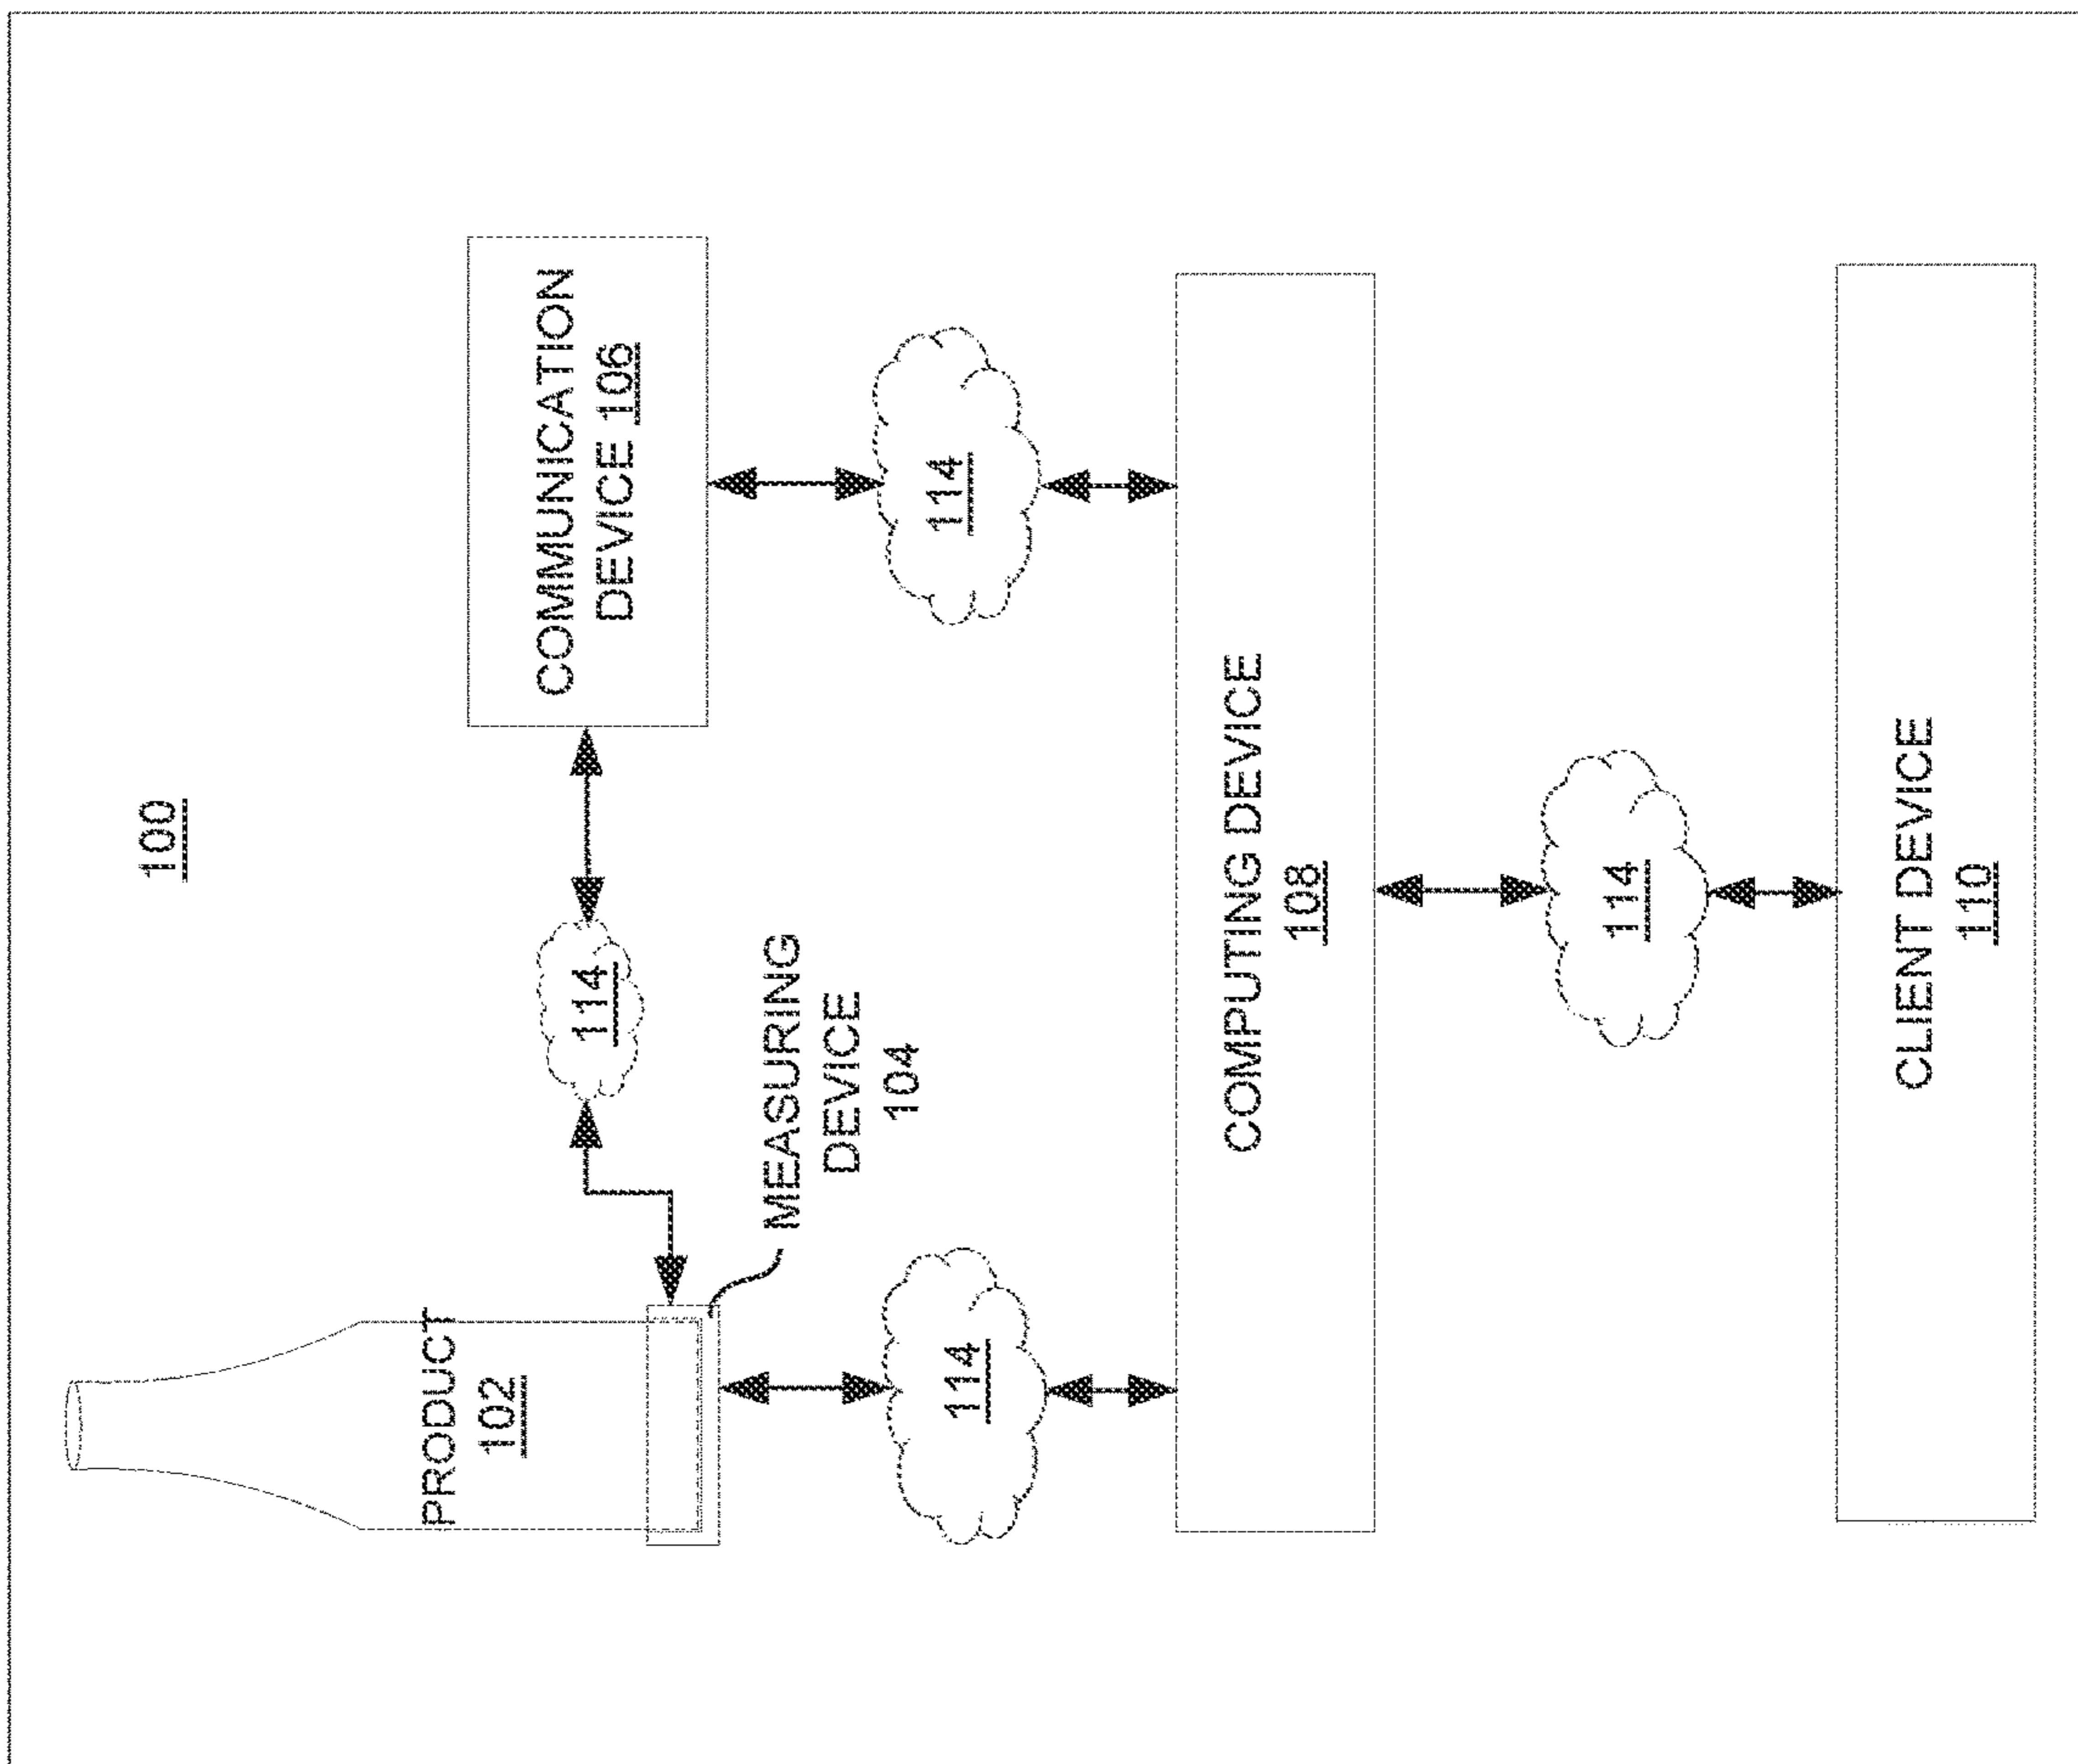 100
PRODUCT
102
114
COMMUNICATION
DEVICE 106
MEASURING
DEVICE
104
114
114
COMPUTING DEVICE
108
114
CLIENT DEVICE
110